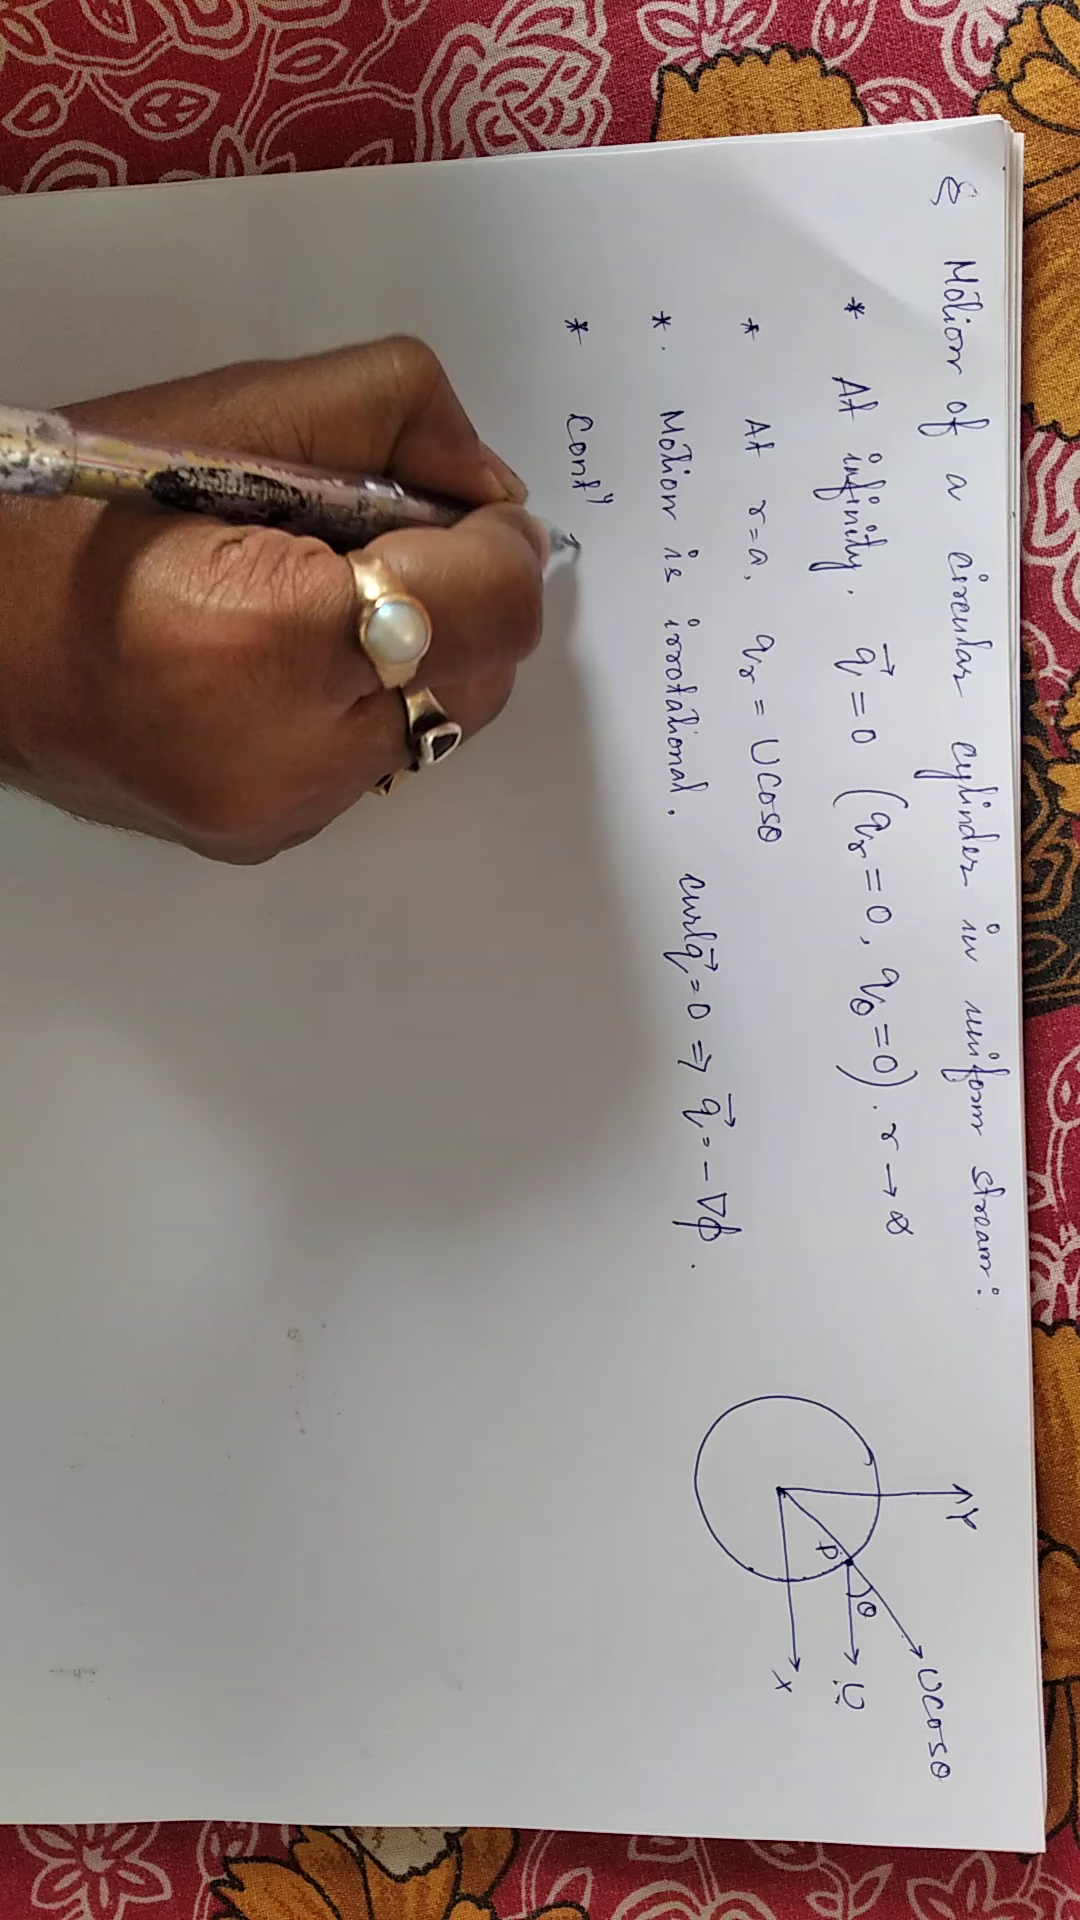 § Motion of a circular cylinder in uniform stream:
* At infinity, q⃗ = 0 (q_r = 0, q_θ = 0). r → ∝
* At r = a, q_r = U cosθ
*. Motion is irrotational. curl q⃗ = 0 ⇒ q⃗ = -∇ϕ.
* Cont^y
Y
U cosθ
θ
P
U
X